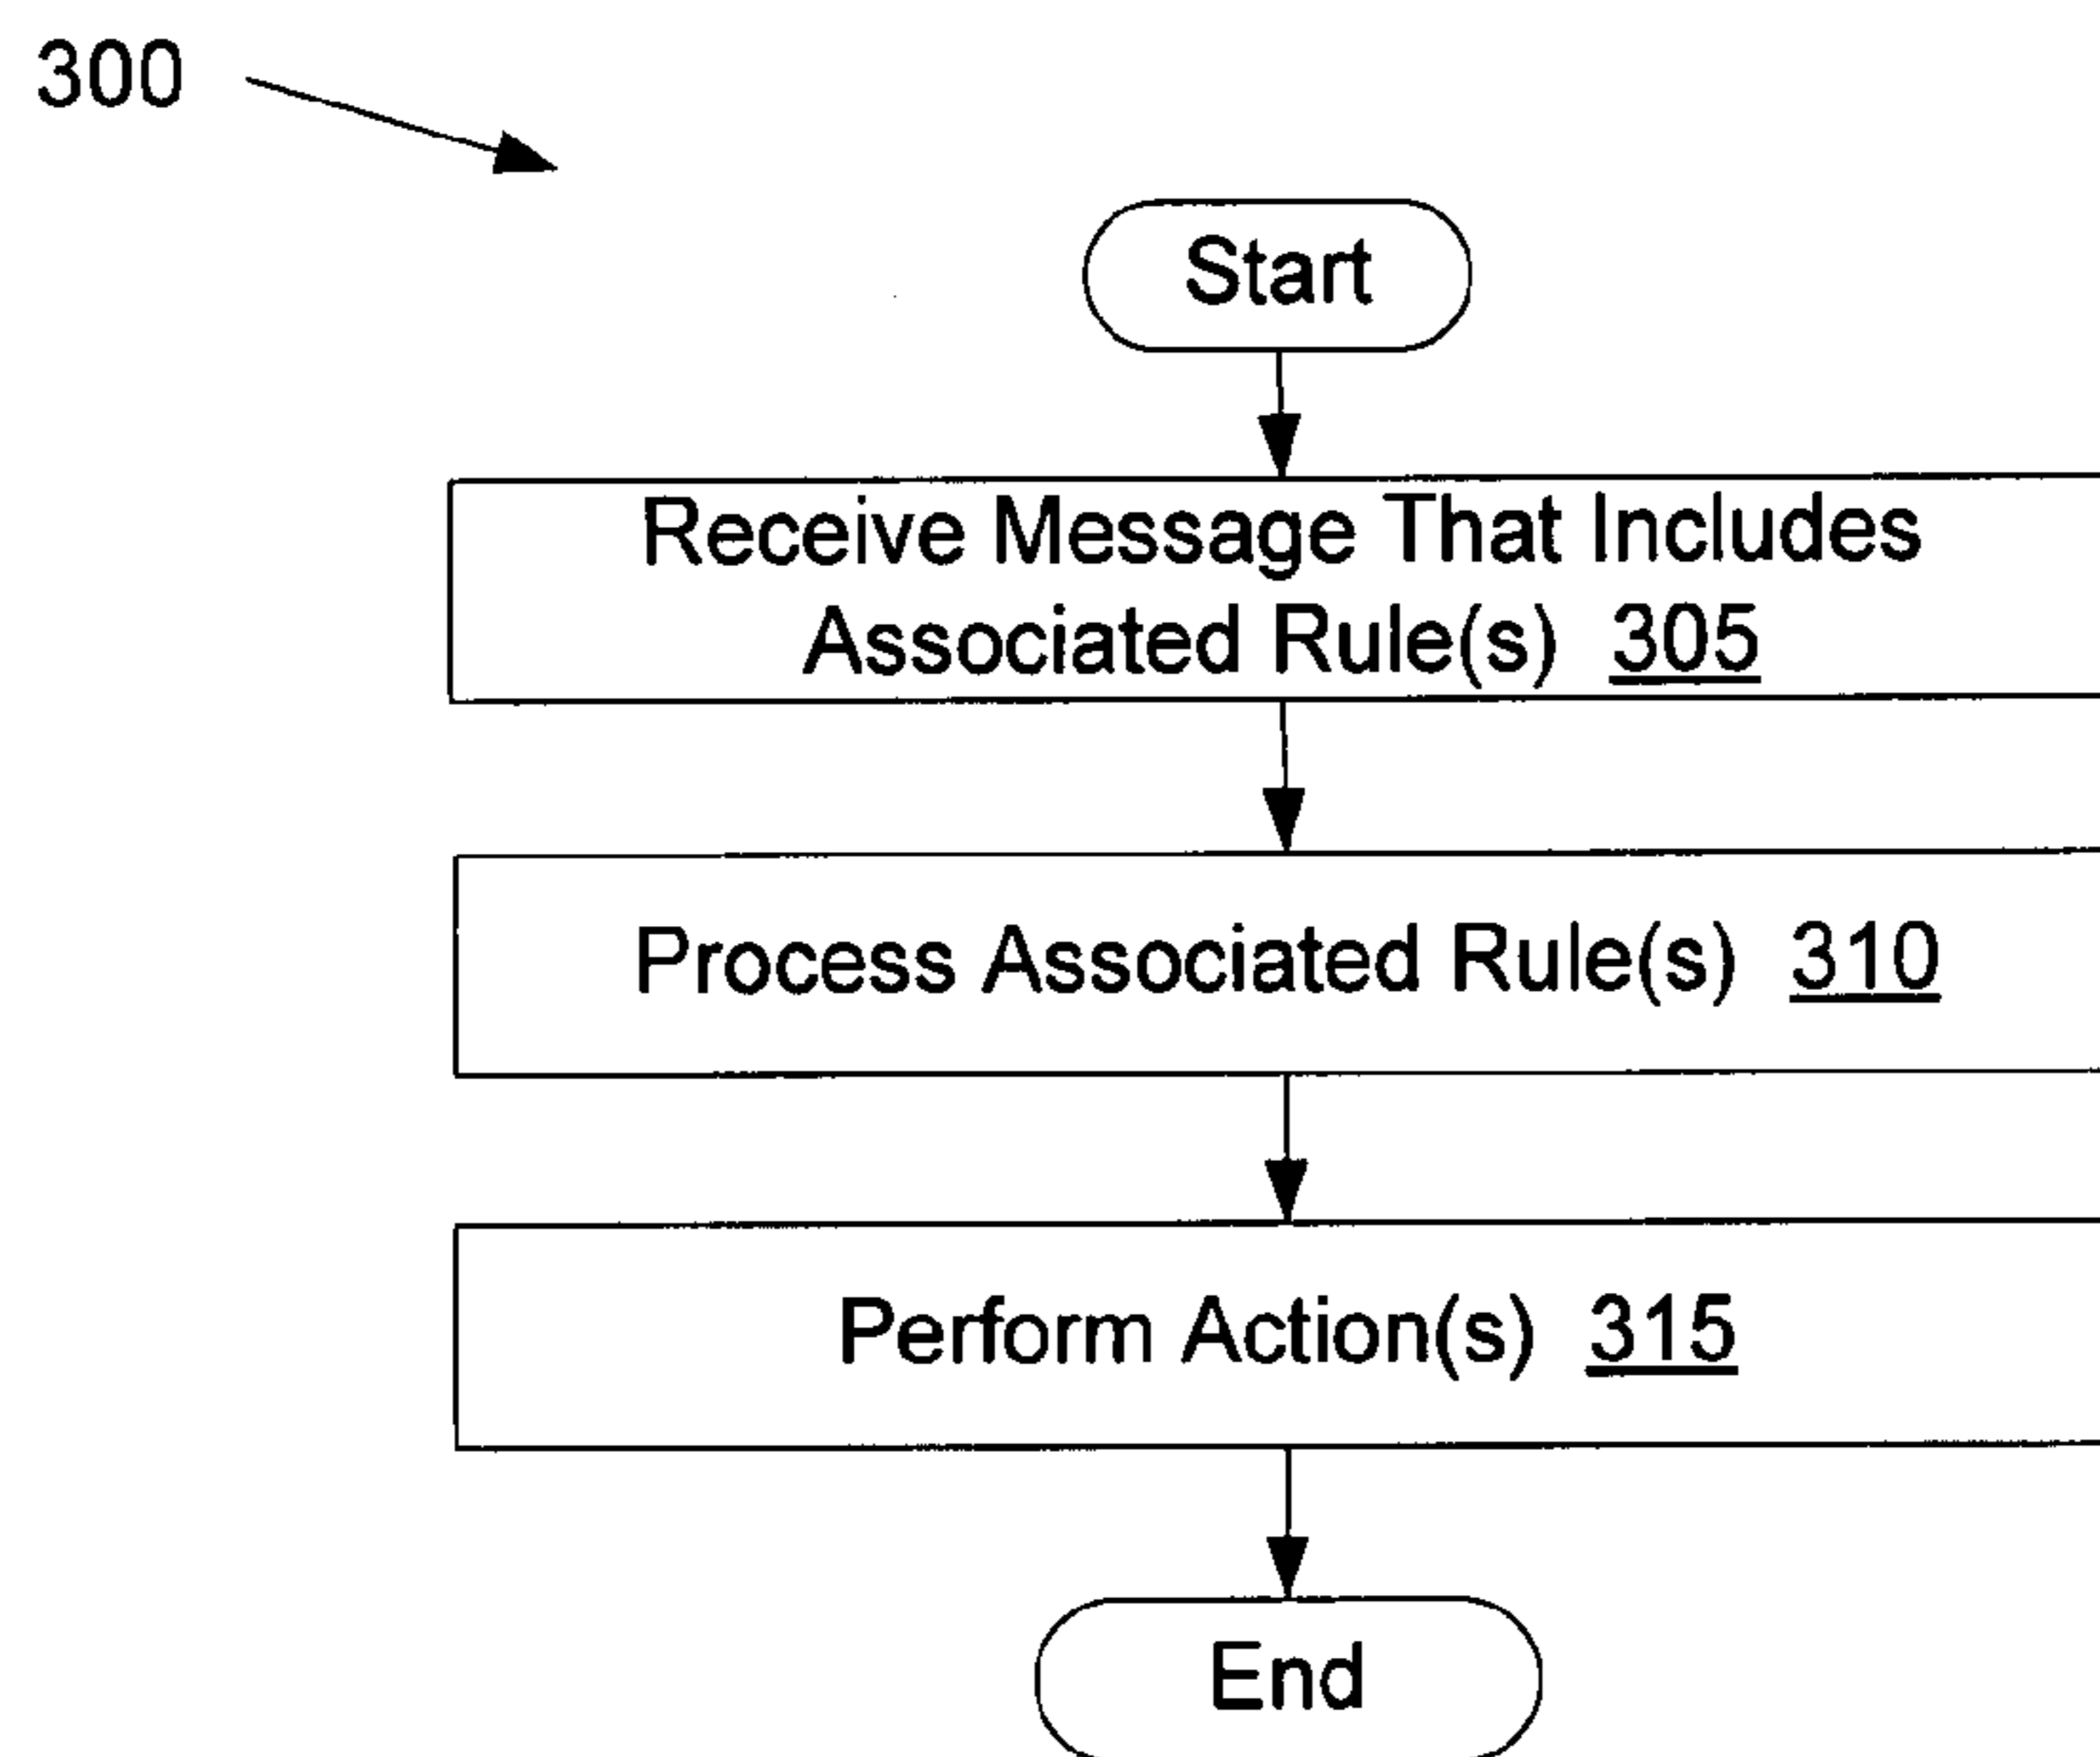 300
Start
Receive Message That Includes
Associated Rule(s) 305
Process Associated Rule(s) 310
Perform Action(s) 315
End